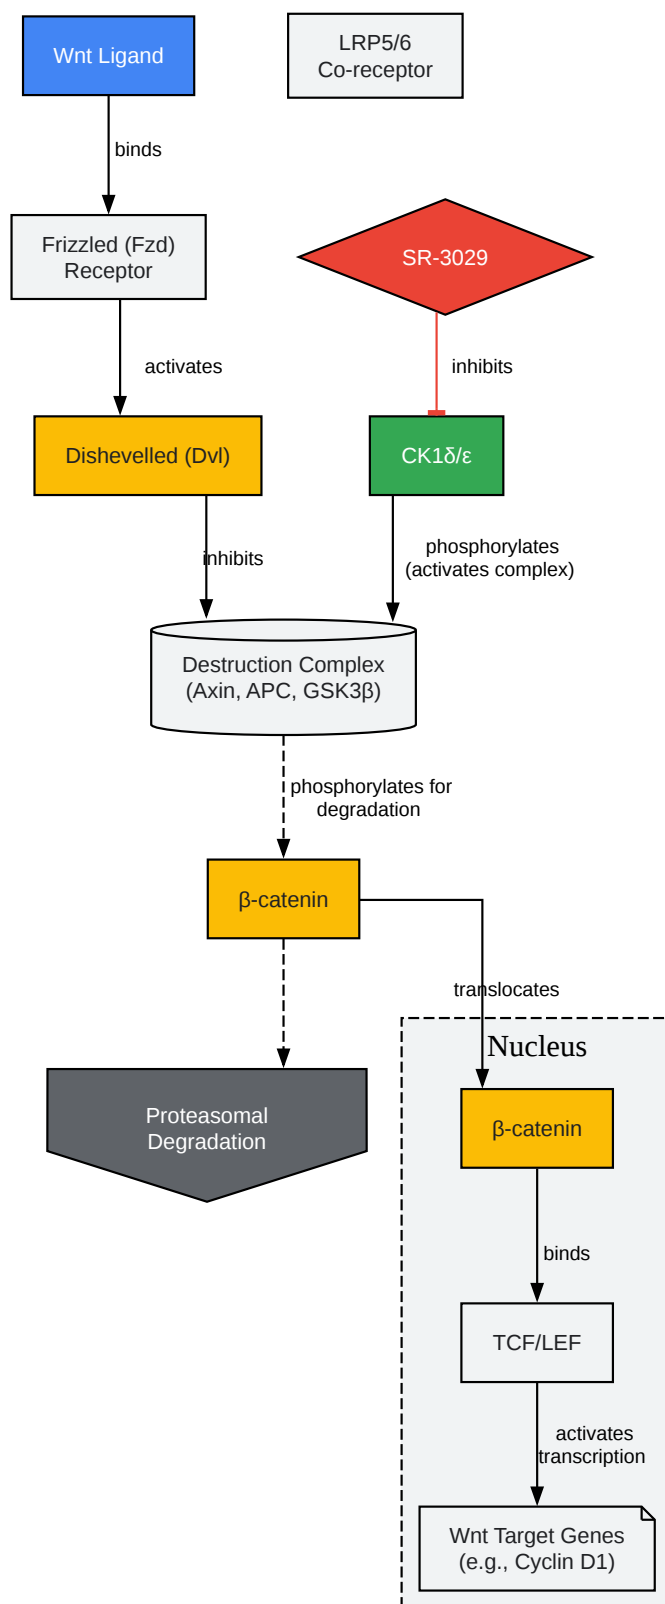 Wnt Ligand
LRP5/6
Co-receptor
binds
Frizzled (Fzd)
Receptor
SR-3029
activates
inhibits
Dishevelled (Dvl)
CK1δ/ε
inhibits
phosphorylates
(activates complex)
Destruction Complex
(Axin, APC, GSK3β)
phosphorylates for
degradation
β-catenin
translocates
Nucleus
Proteasomal
Degradation
β-catenin
binds
TCF/LEF
activates
transcription
Wnt Target Genes
(e.g., Cyclin D1)